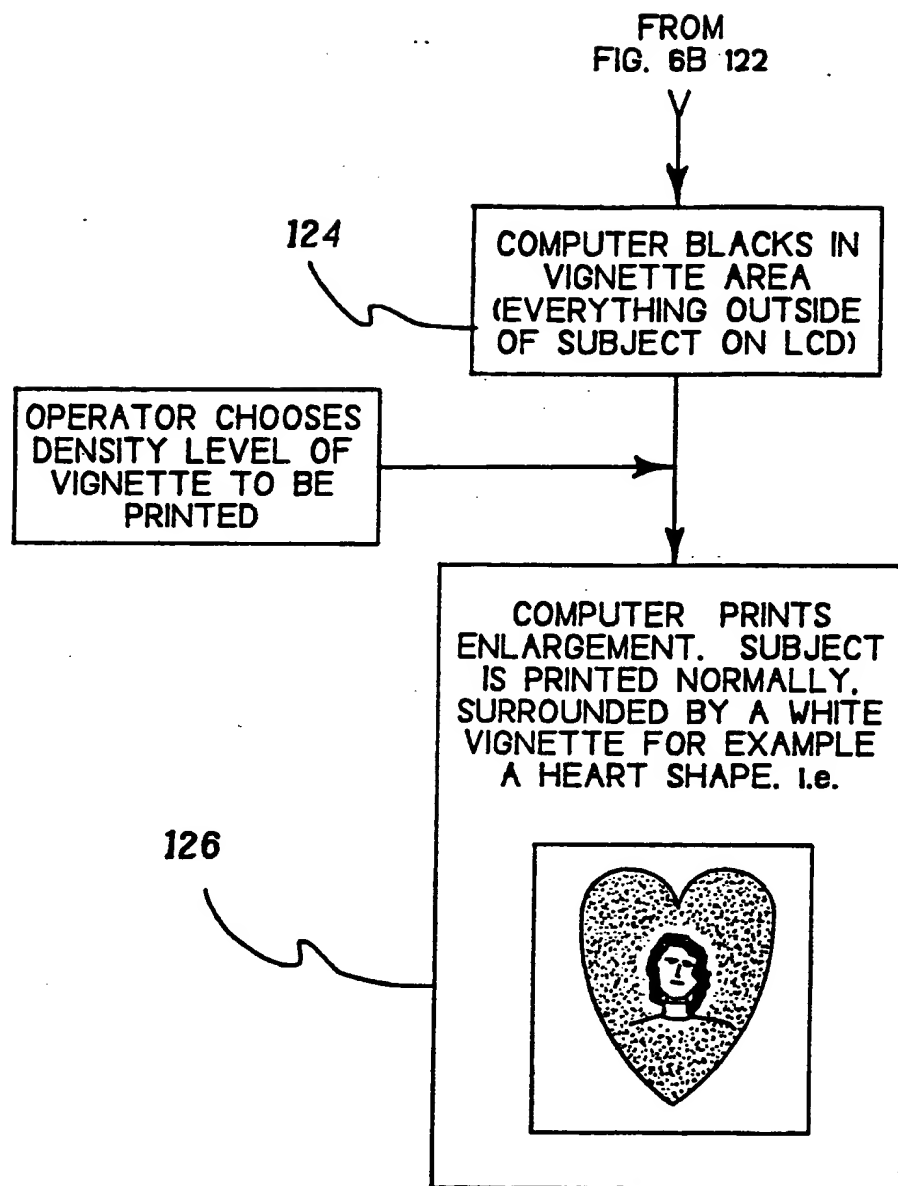 FROM
FIG. 6B 122
124
COMPUTER BLACKS IN
VIGNETTE AREA
(EVERYTHING OUTSIDE
OF SUBJECT ON LCD)
OPERATOR CHOOSES
DENSITY LEVEL OF
VIGNETTE TO BE
PRINTED
COMPUTER PRINTS
ENLARGEMENT. SUBJECT
IS PRINTED NORMALLY,
SURROUNDED BY A WHITE
VIGNETTE FOR EXAMPLE
A HEART SHAPE. i.e.
126